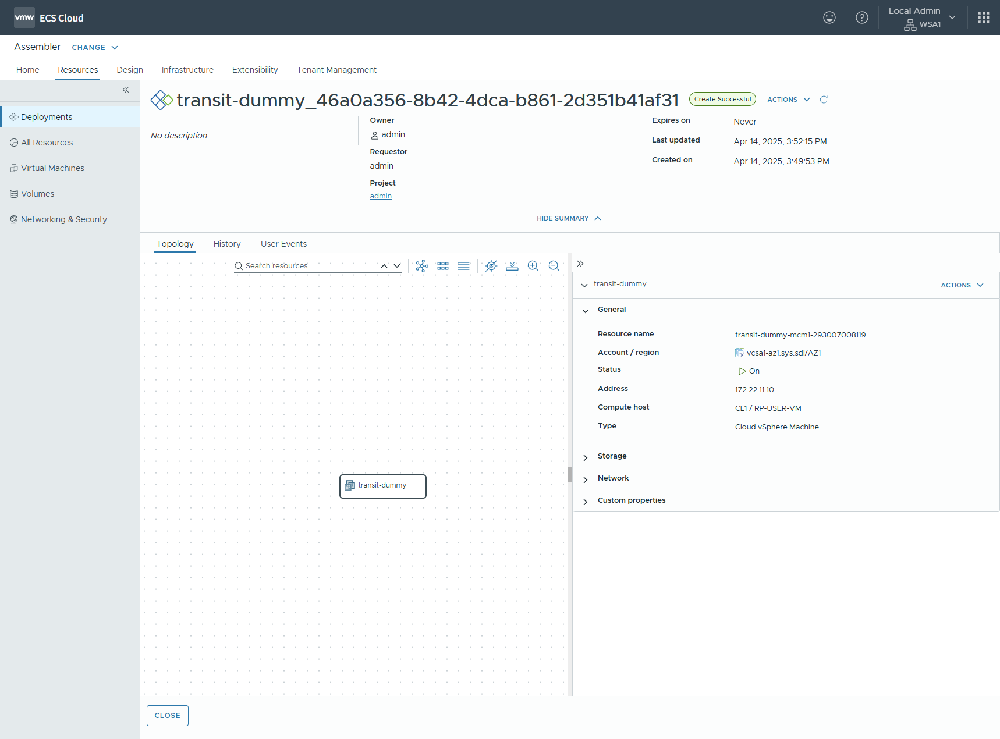 vmw ECS Cloud
Local Admin
WSA1
Assembler CHANGE
Home Resources Design Infrastructure Extensibility Tenant Management
Deployments
All Resources
Virtual Machines
Volumes
Networking & Security
transit-dummy_46a0a356-8b42-4dca-b861-2d351b41af31 Create Successful ACTIONS
No description
Owner
admin
Requestor
admin
Project
admin
Expires on Never
Last updated Apr 14, 2025, 3:52:15 PM
Created on Apr 14, 2025, 3:49:53 PM
HIDE SUMMARY
Topology History User Events
Search resources
transit-dummy
transit-dummy ACTIONS
General
Resource name transit-dummy-mcm1-293007008119
Account / region vcsa1-az1.sys.sdi/AZ1
Status On
Address 172.22.11.10
Compute host CL1 / RP-USER-VM
Type Cloud.vSphere.Machine
Storage
Network
Custom properties
CLOSE